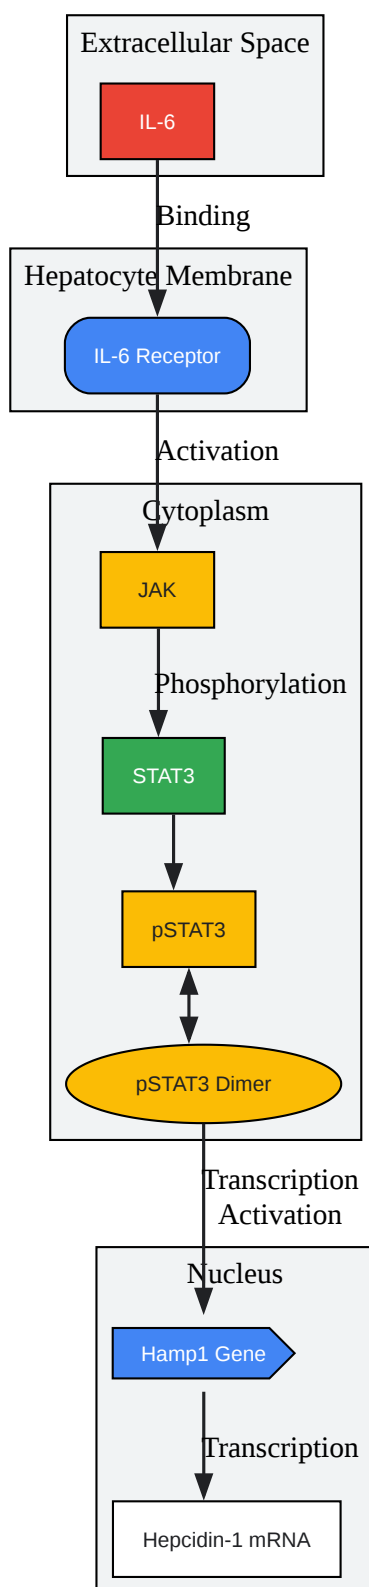 Extracellular Space
IL-6
Binding
Hepatocyte Membrane
IL-6 Receptor
Activation
Cytoplasm
JAK
Phosphorylation
STAT3
pSTAT3
pSTAT3 Dimer
Transcription
Activation
Nucleus
Hamp1 Gene
Transcription
Hepcidin-1 mRNA